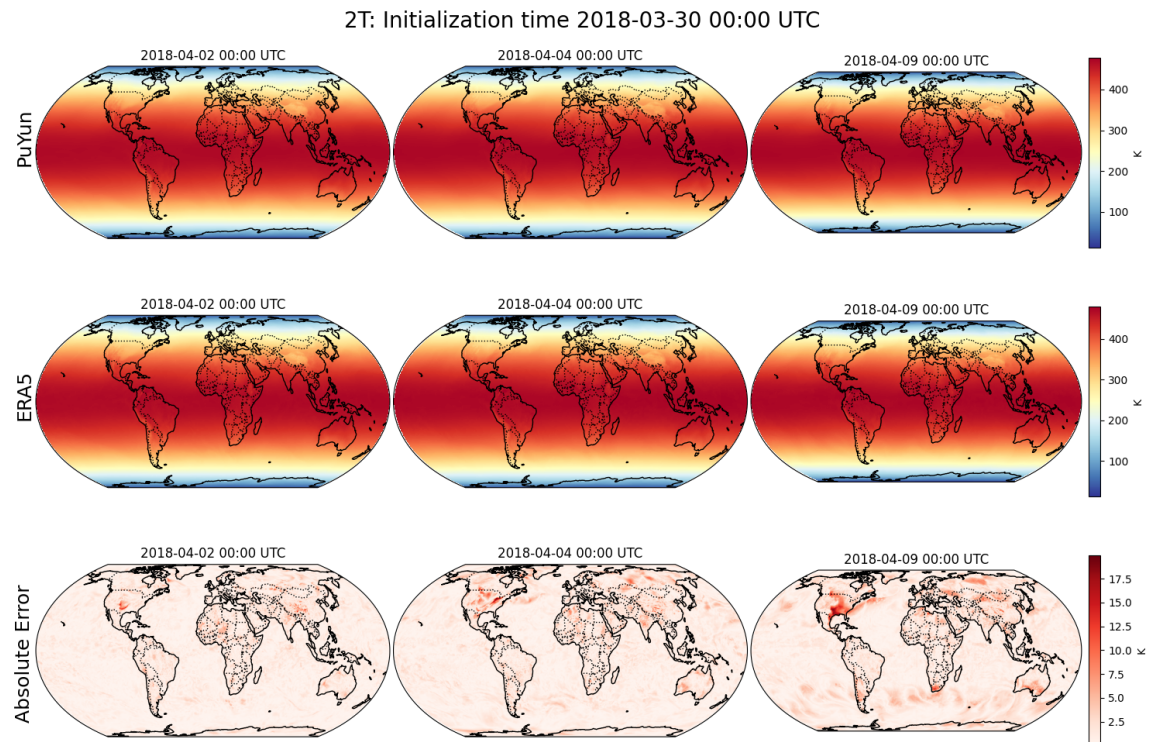 2T: Initialization time 2018-03-30 00:00 UTC
2018-04-02 00:00 UTC
2018-04-04 00:00 UTC
2018-04-09 00:00 UTC
PuYun
400
300
200
100
K
2018-04-02 00:00 UTC
2018-04-04 00:00 UTC
2018-04-09 00:00 UTC
ERA5
400
300
200
100
K
2018-04-02 00:00 UTC
2018-04-04 00:00 UTC
2018-04-09 00:00 UTC
Absolute Error
17.5
15.0
12.5
10.0
7.5
5.0
2.5
K